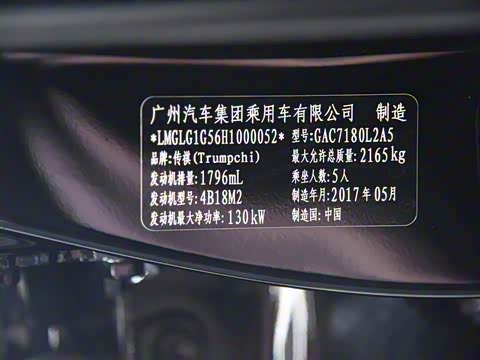 广州汽车集团乘用车有限公司 制造
*LMGLG1G56H1000052* 型号:GAC7180L2A5
品牌:传祺(Trumpchi) 最大允许总质量:2165kg
发动机排量:1796mL 乘坐人数:5人
发动机型号:4B18M2 制造年月:2017年05月
发动机最大净功率:130kW 制造国:中国